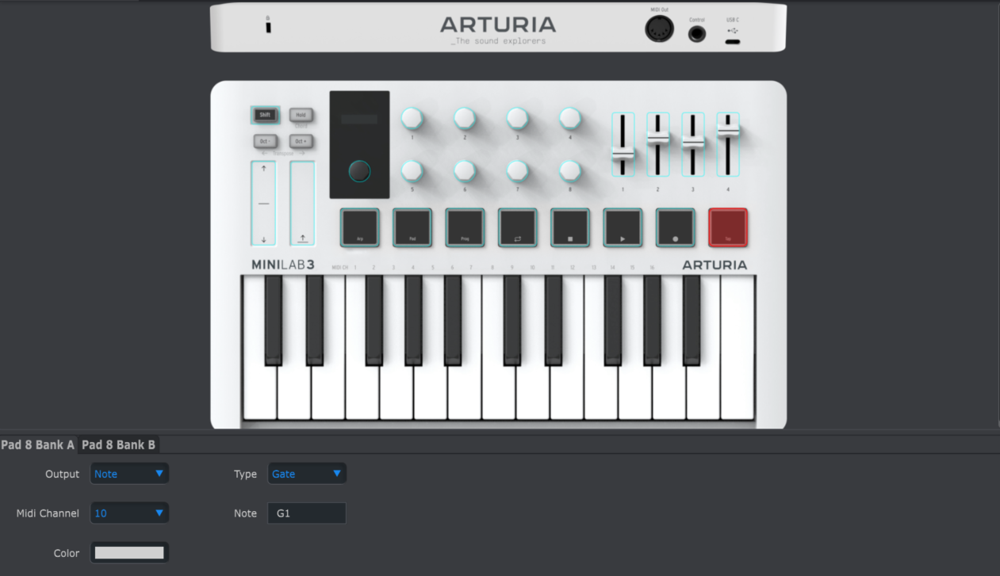 MIDI Out
Control
USB C
ARTURIA
_The sound explorers
Shift
Hold
Chord
Oct -
Oct +
Transpose
1 2 3 4
5 6 7 8
1 2 3 4
Arp
Pad
Prog
Tap
MINILAB3
MIDI CH 1 2 3 4 5 6 7 8 9 10 11 12 13 14 15 16
ARTURIA
Pad 8 Bank A
Pad 8 Bank B
Output Note
Type Gate
Midi Channel 10
Note G1
Color